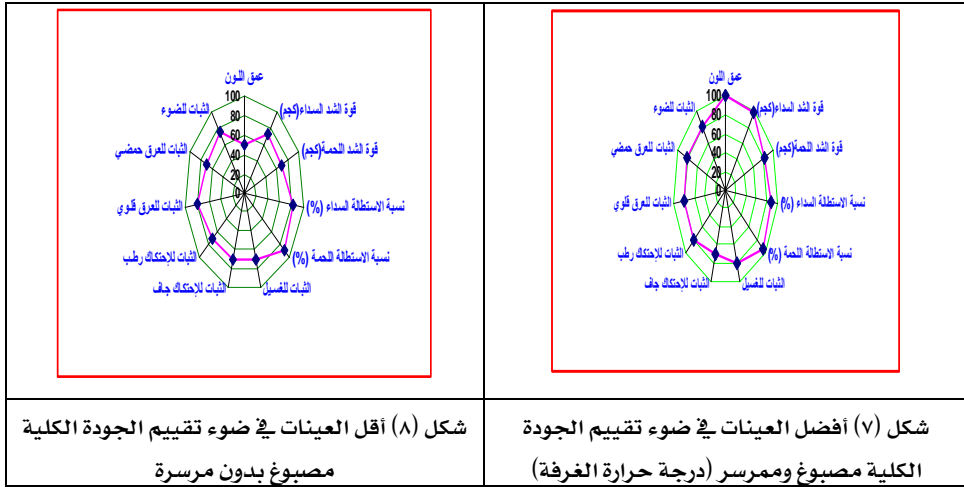 عمق اللون
قوة الشد السداء(كجم)
قوة الشد اللحمة(كجم)
نسبة الاستطالة السداء (%)
نسبة الاستطالة اللحمة (%)
الثبات للغسيل
الثبات للإحتكاك جاف
الثبات للإحتكاك رطب
الثبات للعرق قلوي
الثبات للعرق حمضي
الثبات للضوء
100
80
60
40
20
0
شكل (٧) أفضل العينات في ضوء تقييم الجودة
الكلية مصبوغ وممرسر (درجة حرارة الغرفة)
عمق اللون
قوة الشد السداء(كجم)
قوة الشد اللحمة(كجم)
نسبة الاستطالة السداء (%)
نسبة الاستطالة اللحمة (%)
الثبات للغسيل
الثبات للإحتكاك جاف
الثبات للإحتكاك رطب
الثبات للعرق قلوي
الثبات للعرق حمضي
الثبات للضوء
100
80
60
40
20
0
شكل (٨) أقل العينات في ضوء تقييم الجودة الكلية
مصبوغ بدون مرسرة